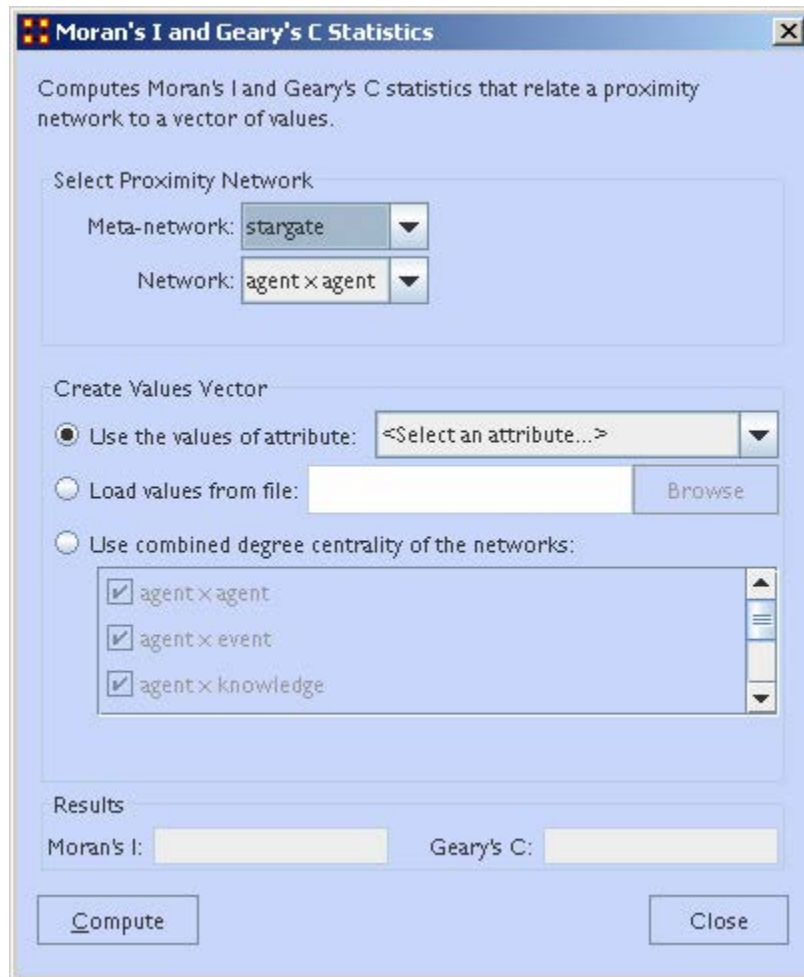 Moran's I and Geary's C Statistics
Computes Moran's I and Geary's C statistics that relate a proximity
network to a vector of values.
Select Proximity Network
Meta-network: stargate
Network: agent x agent
Create Values Vector
Use the values of attribute: <Select an attribute...>
Load values from file: Browse
Use combined degree centrality of the networks:
agent x agent
agent x event
agent x knowledge
Results
Moran's I: Geary's C:
Compute Close